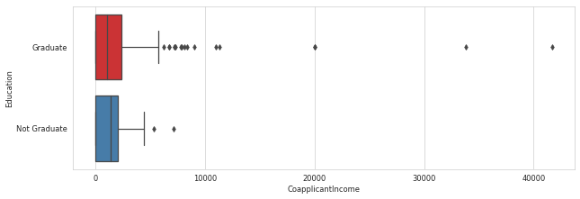 Graduate
Not Graduate
Education
0 10000 20000 30000 40000
CoapplicantIncome